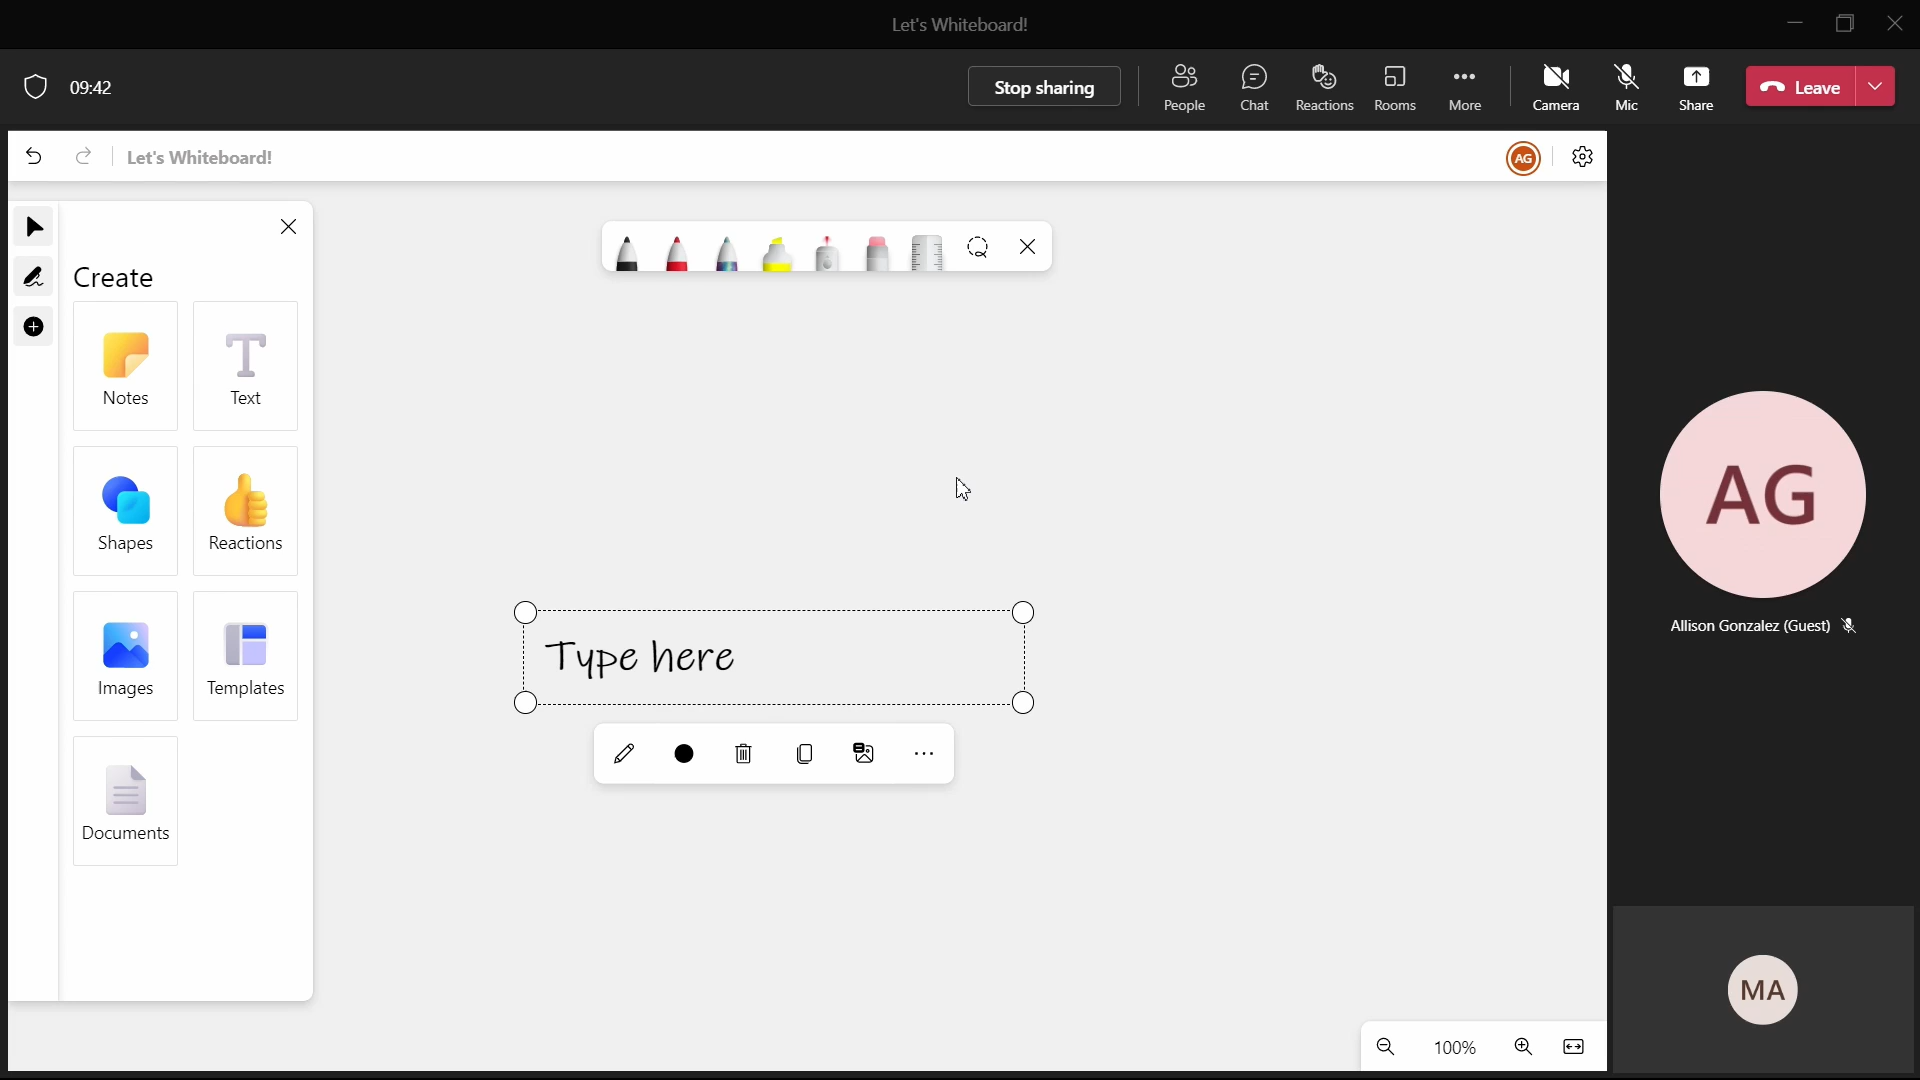 Let's Whiteboard!
09:42
Stop sharing
People
Chat
Reactions
Rooms
More
Camera
Mic
Share
Leave
Let's Whiteboard!
AG
Create
Notes
Text
Shapes
Reactions
Images
Templates
Documents
Type here
AG
Allison Gonzalez (Guest)
MA
100%